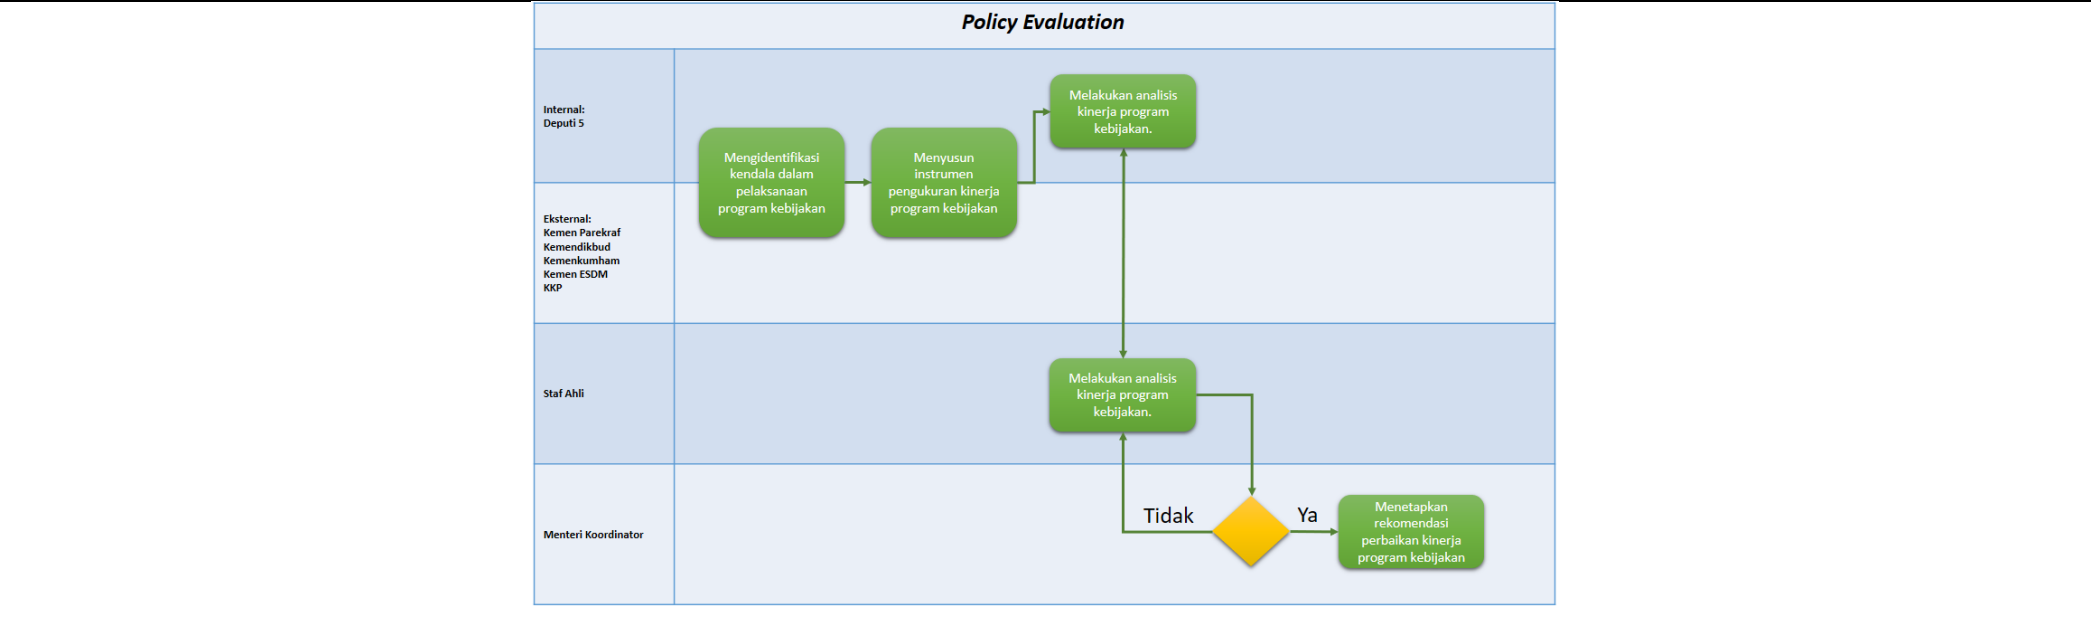 Policy Evaluation
Internal:
Deputi 5
Melakukan analisis
kinerja program
kebijakan.
Mengidentifikasi
kendala dalam
pelaksanaan
program kebijakan
Menyusun
instrumen
pengukuran kinerja
program kebijakan
Eksternal:
Kemen Parekraf
Kemendikbud
Kemenkumham
Kemen ESDM
KKP
Staf Ahli
Melakukan analisis
kinerja program
kebijakan.
Menteri Koordinator
Tidak
Ya
Menetapkan
rekomendasi
perbaikan kinerja
program kebijakan